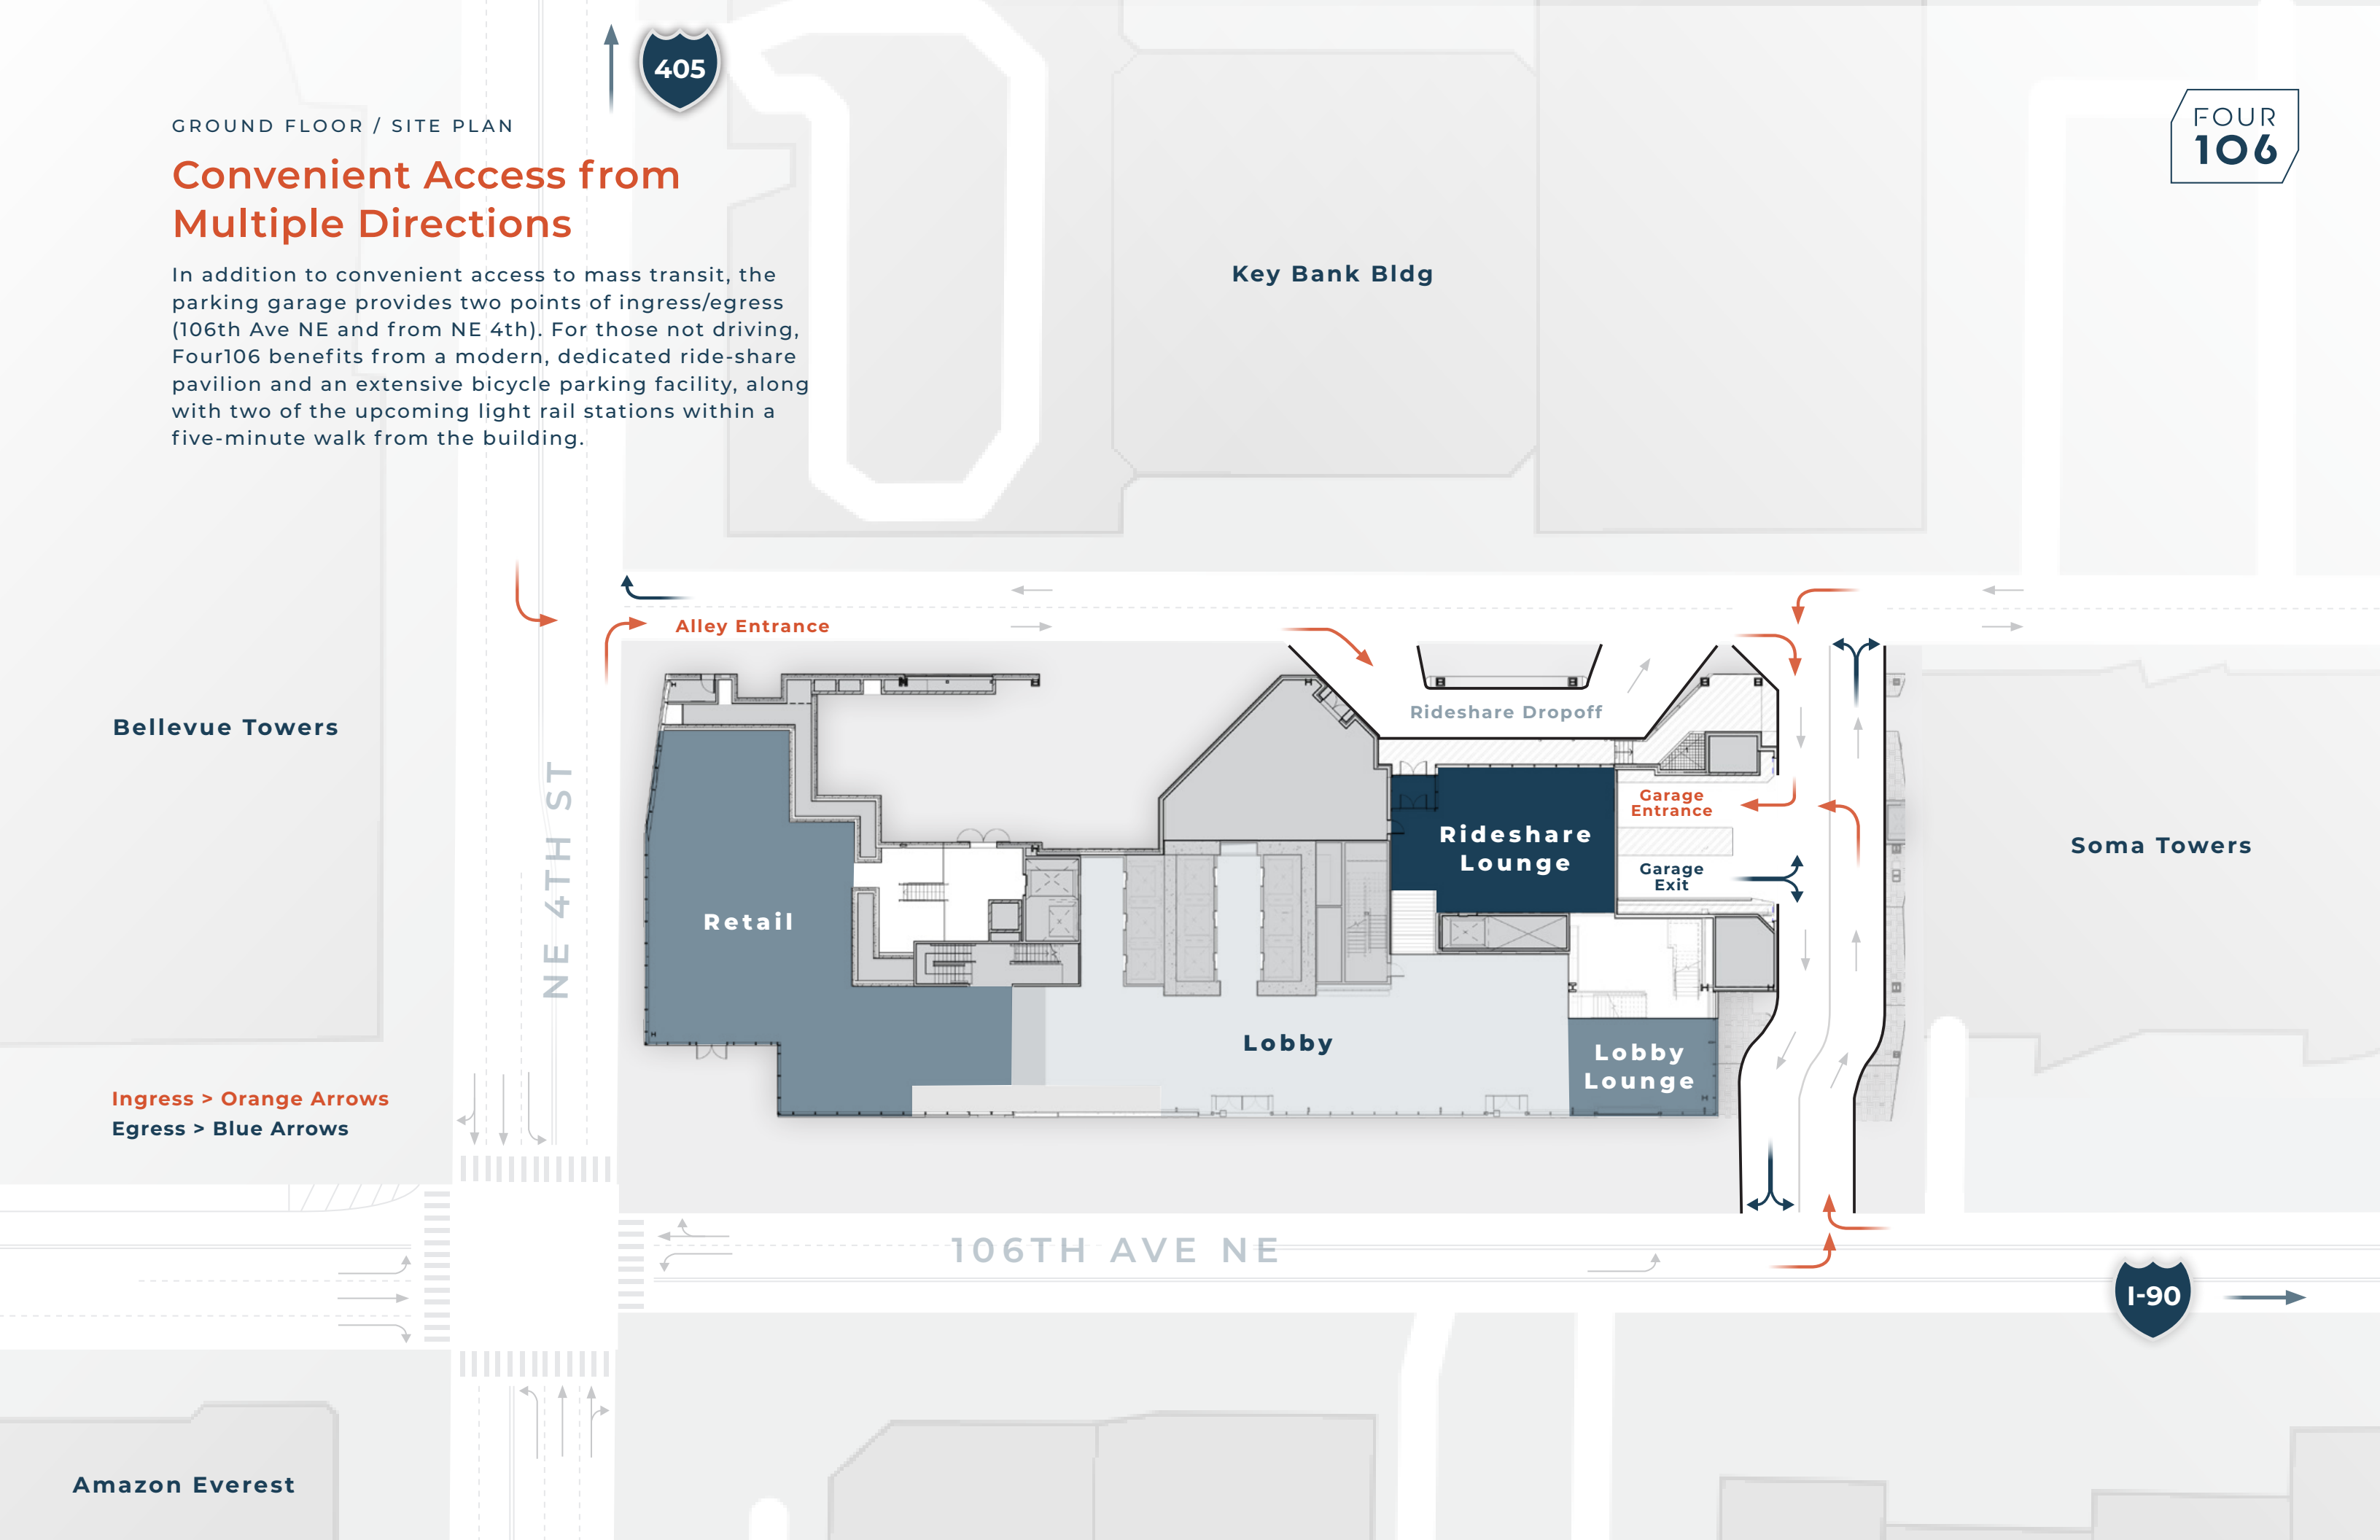 405
GROUND FLOOR / SITE PLAN
Convenient Access from
Multiple Directions
In addition to convenient access to mass transit, the
parking garage provides two points of ingress/egress
(106th Ave NE and from NE 4th). For those not driving,
Four106 benefits from a modern, dedicated ride-share
pavilion and an extensive bicycle parking facility, along
with two of the upcoming light rail stations within a
five-minute walk from the building.
FOUR
106
Key Bank Bldg
Alley Entrance
Rideshare Dropoff
Bellevue Towers
NE 4TH ST
Retail
Rideshare
Lounge
Garage
Entrance
Garage
Exit
Soma Towers
Lobby
Lobby
Lounge
Ingress > Orange Arrows
Egress > Blue Arrows
106TH AVE NE
I-90
Amazon Everest